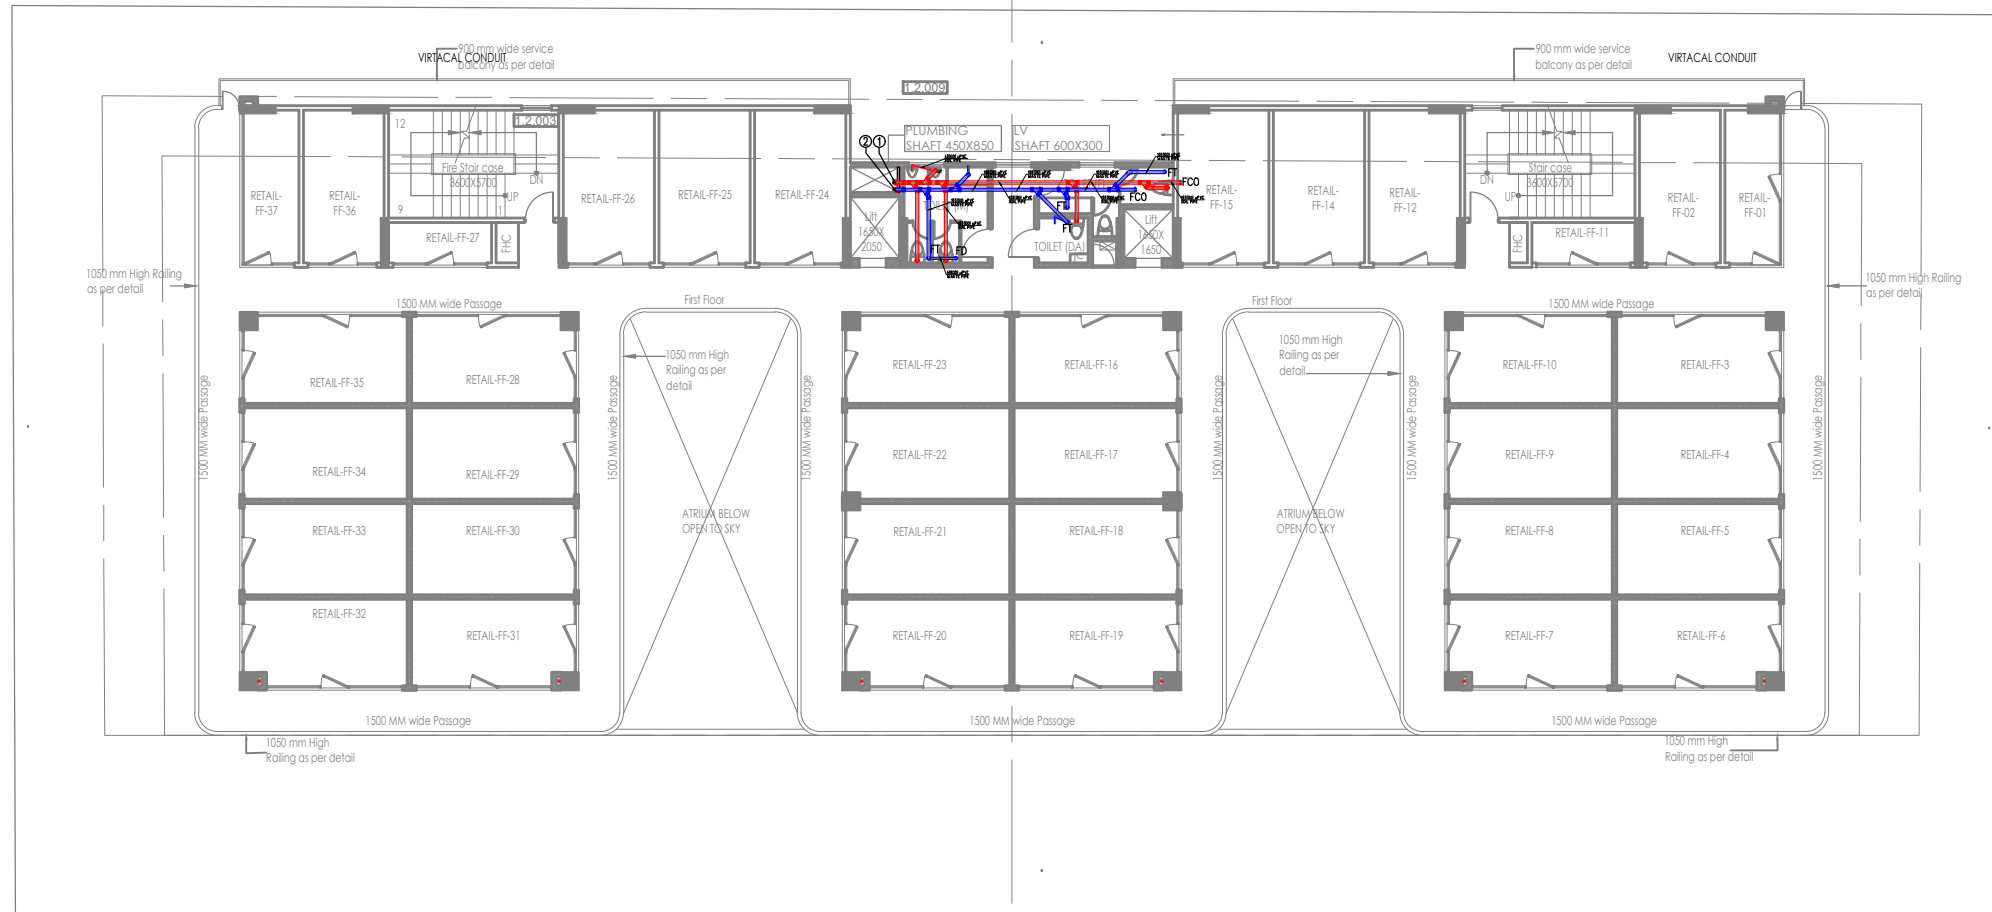 900 mm wide service
balcony as per detail
VIRTACAL CONDUIT
900 mm wide service
balcony as per detail
VIRTACAL CONDUIT
1.2.009
1.2.003
12
PLUMBING
SHAFT 450X850
LV
SHAFT 600X300
2
1
Fire Stair case
3600X5700
DN
UP
9
1
RETAIL-
FF-37
RETAIL-
FF-36
RETAIL-FF-27
FHC
RETAIL-FF-26
RETAIL-FF-25
RETAIL-FF-24
Lift
1650X
2050
FT
FD
FT
FT
TOILET (DA)
FCO
FT
FCO
Lift
1650X
1650
RETAIL-
FF-15
RETAIL-
FF-14
RETAIL-
FF-12
Stair case
3600X5700
DN
UP
FHC
RETAIL-FF-11
RETAIL-
FF-02
RETAIL-
FF-01
1050 mm High Railing
as per detail
1050 mm High Railing
as per detail
1500 MM wide Passage
First Floor
First Floor
1500 MM wide Passage
1500 MM wide Passage
RETAIL-FF-35
RETAIL-FF-28
RETAIL-FF-34
RETAIL-FF-29
RETAIL-FF-33
RETAIL-FF-30
RETAIL-FF-32
RETAIL-FF-31
1500 MM wide Passage
1050 mm High
Railing as per
detail
ATRIUM BELOW
OPEN TO SKY
1500 MM wide Passage
RETAIL-FF-23
RETAIL-FF-16
RETAIL-FF-22
RETAIL-FF-17
RETAIL-FF-21
RETAIL-FF-18
RETAIL-FF-20
RETAIL-FF-19
1500 MM wide Passage
1050 mm High
Railing as per
detail
ATRIUM BELOW
OPEN TO SKY
1500 MM wide Passage
RETAIL-FF-10
RETAIL-FF-3
RETAIL-FF-9
RETAIL-FF-4
RETAIL-FF-8
RETAIL-FF-5
RETAIL-FF-7
RETAIL-FF-6
1500 MM wide Passage
1500 MM wide Passage
1500 MM wide Passage
1500 MM wide Passage
1050 mm High
Railing as per detail
1050 mm High
Railing as per detail